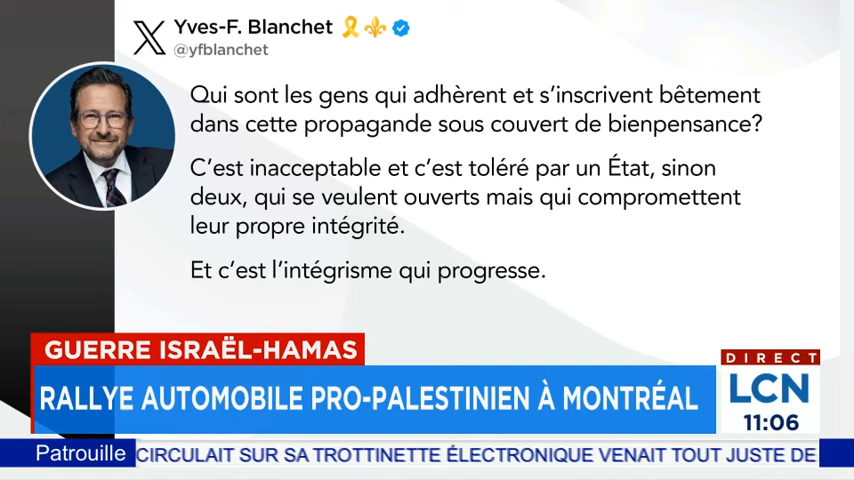 Yves-F. Blanchet
@yfblanchet
Qui sont les gens qui adhèrent et s’inscrivent bêtement
dans cette propagande sous couvert de bienpensance?
C’est inacceptable et c’est toléré par un État, sinon
deux, qui se veulent ouverts mais qui compromettent
leur propre intégrité.
Et c’est l’intégrisme qui progresse.
GUERRE ISRAËL-HAMAS
RALLYE AUTOMOBILE PRO-PALESTINIEN À MONTRÉAL
DIRECT
LCN
11:06
Patrouille CIRCULAIT SUR SA TROTTINETTE ÉLECTRONIQUE VENAIT TOUT JUSTE DE